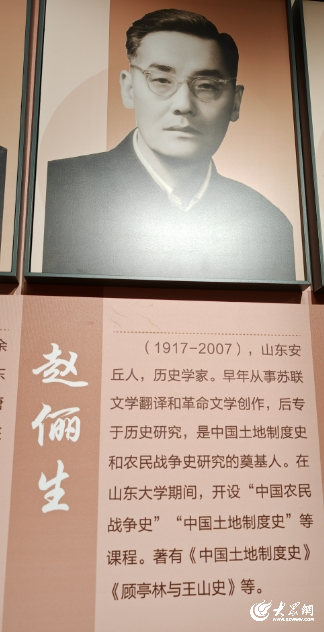 赵俪生
（1917-2007），山东安
丘人，历史学家。早年从事苏联
文学翻译和革命文学创作，后专
于历史研究，是中国土地制度史
和农民战争史研究的奠基人。在
山东大学期间，开设“中国农民
战争史”“中国土地制度史”等
课程。著有《中国土地制度史》
《顾亭林与王山史》等。
大众网